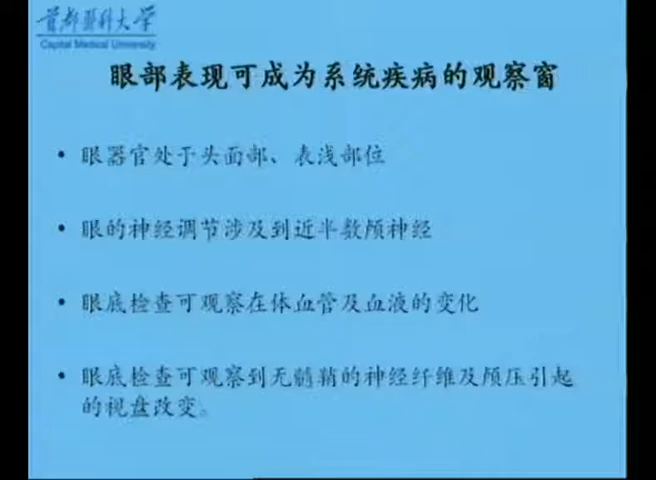 首都医科大学
Capital Medical University
眼部表现可成为系统疾病的观察窗
• 眼器官处于头面部、表浅部位
• 眼的神经调节涉及到近半数颅神经
• 眼底检查可观察在体血管及血液的变化
• 眼底检查可观察到无髓鞘的神经纤维及颅压引起
的视盘改变。